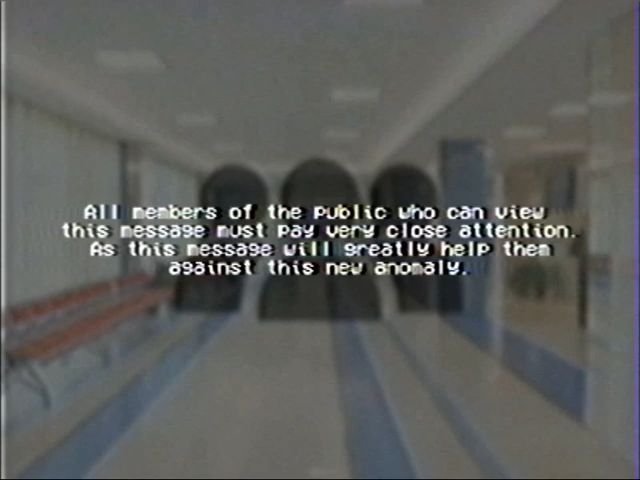 All members of the public who can view
this message must pay very close attention.
As this message will greatly help them
against this new anomaly.